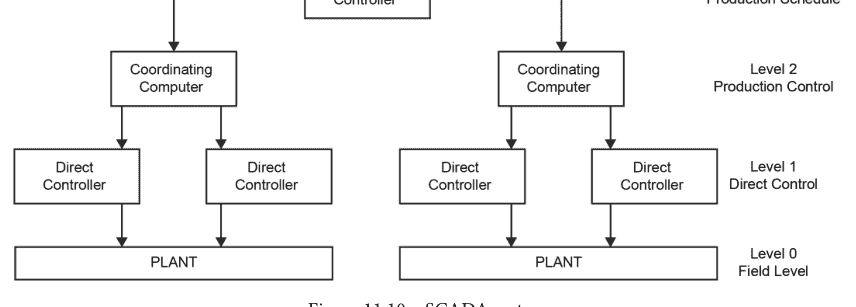 Controller
Production Schedule
Coordinating
Computer
Coordinating
Computer
Level 2
Production Control
Direct
Controller
Direct
Controller
Direct
Controller
Direct
Controller
Level 1
Direct Control
PLANT
PLANT
Level 0
Field Level
Figure 11.10 SCADA